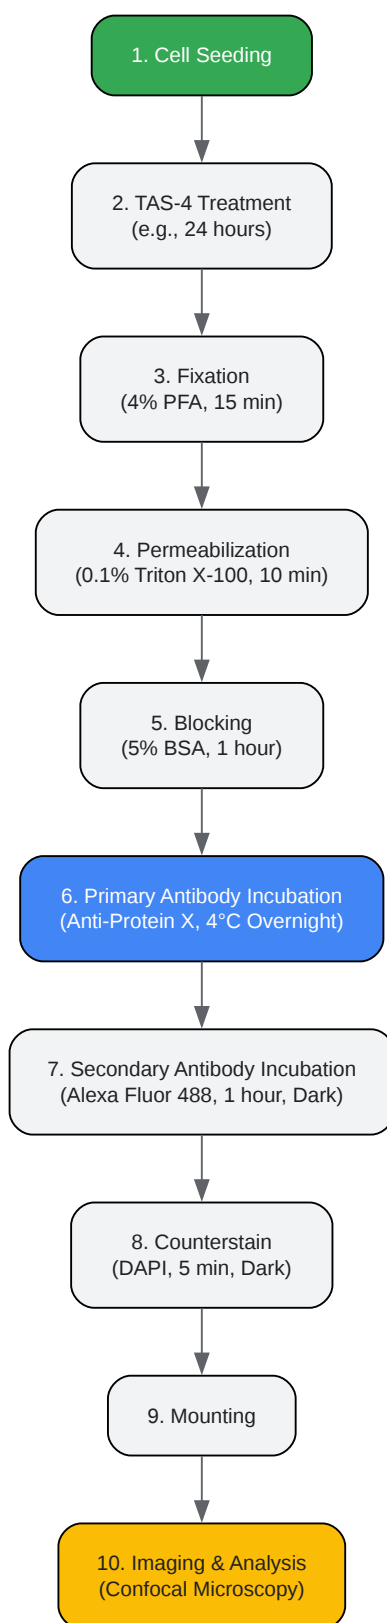 1. Cell Seeding
2. TAS-4 Treatment
(e.g., 24 hours)
3. Fixation
(4% PFA, 15 min)
4. Permeabilization
(0.1% Triton X-100, 10 min)
5. Blocking
(5% BSA, 1 hour)
6. Primary Antibody Incubation
(Anti-Protein X, 4°C Overnight)
7. Secondary Antibody Incubation
(Alexa Fluor 488, 1 hour, Dark)
8. Counterstain
(DAPI, 5 min, Dark)
9. Mounting
10. Imaging & Analysis
(Confocal Microscopy)